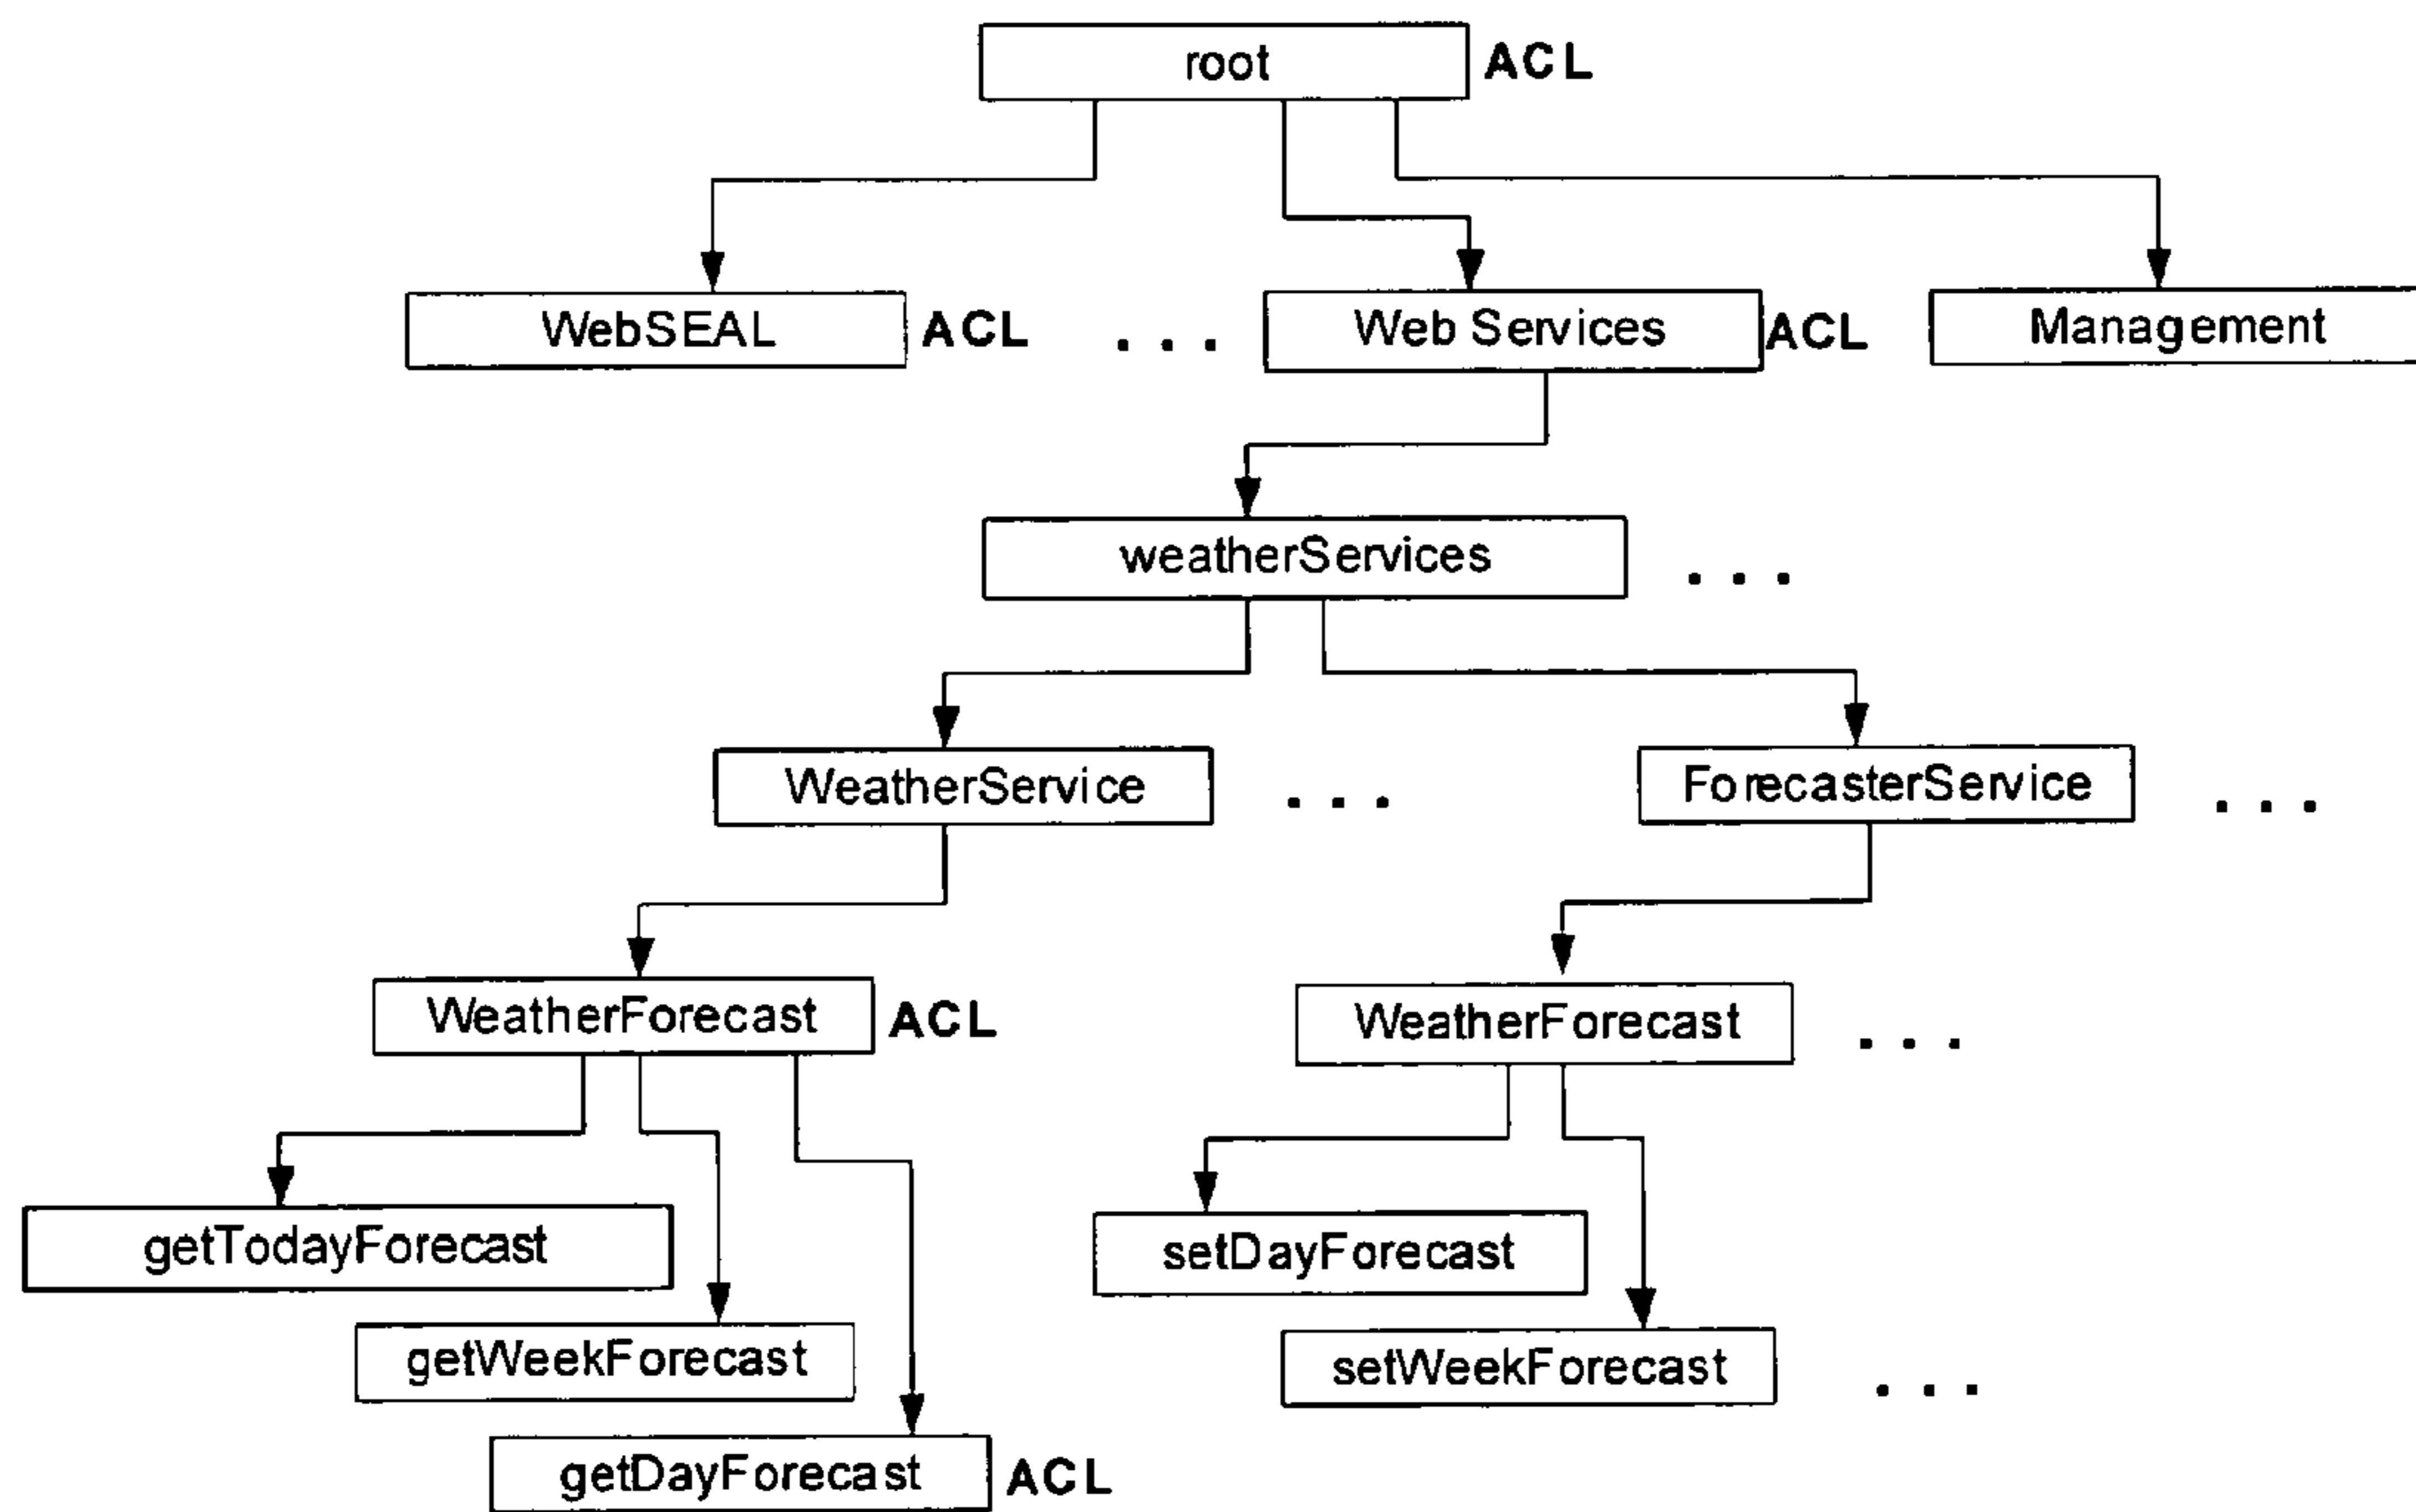 root ACL
WebSEAL ACL ... Web Services ACL Management
weatherServices ...
WeatherService ... ForecasterService ...
WeatherForecast ACL WeatherForecast ...
getTodayForecast setDayForecast
getWeekForecast setWeekForecast ...
getDayForecast ACL